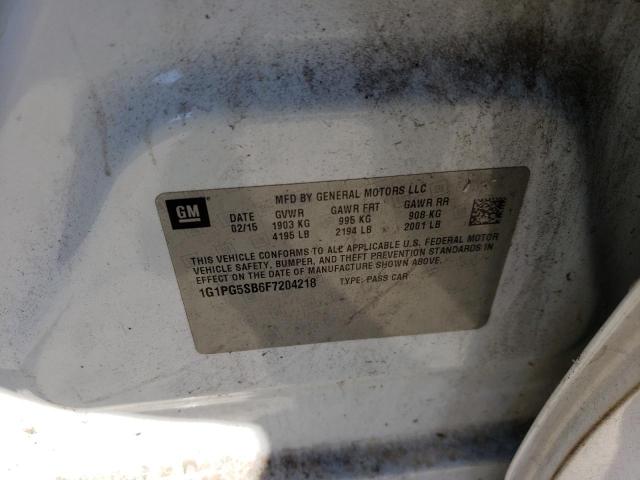 MFD BY GENERAL MOTORS LLC
GM
DATE GVWR GAWR FRT GAWR RR
02/15 1903 KG 995 KG 908 KG
4195 LB 2194 LB 2001 LB
THIS VEHICLE CONFORMS TO ALL APPLICABLE U.S. FEDERAL MOTOR
VEHICLE SAFETY, BUMPER, AND THEFT PREVENTION STANDARDS IN
EFFECT ON THE DATE OF MANUFACTURE SHOWN ABOVE.
1G1PG5SB6F7204218 TYPE: PASS CAR